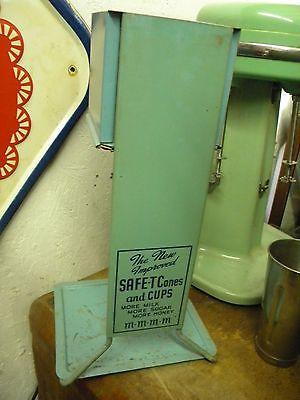 The New
Improved
SAFE-T Cones
and CUPS
MORE MILK
MORE SUGAR
MORE HONEY
m-m-m-m